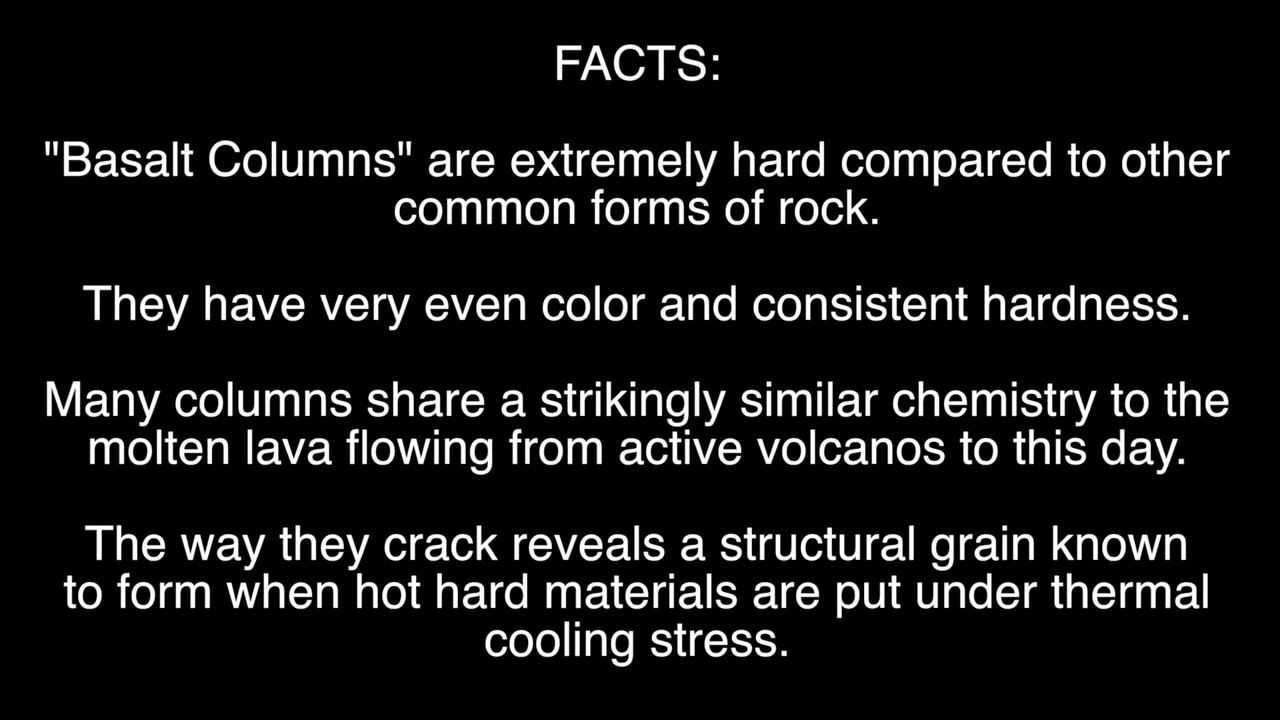 FACTS:
"Basalt Columns" are extremely hard compared to other
common forms of rock.
They have very even color and consistent hardness.
Many columns share a strikingly similar chemistry to the
molten lava flowing from active volcanos to this day.
The way they crack reveals a structural grain known
to form when hot hard materials are put under thermal
cooling stress.